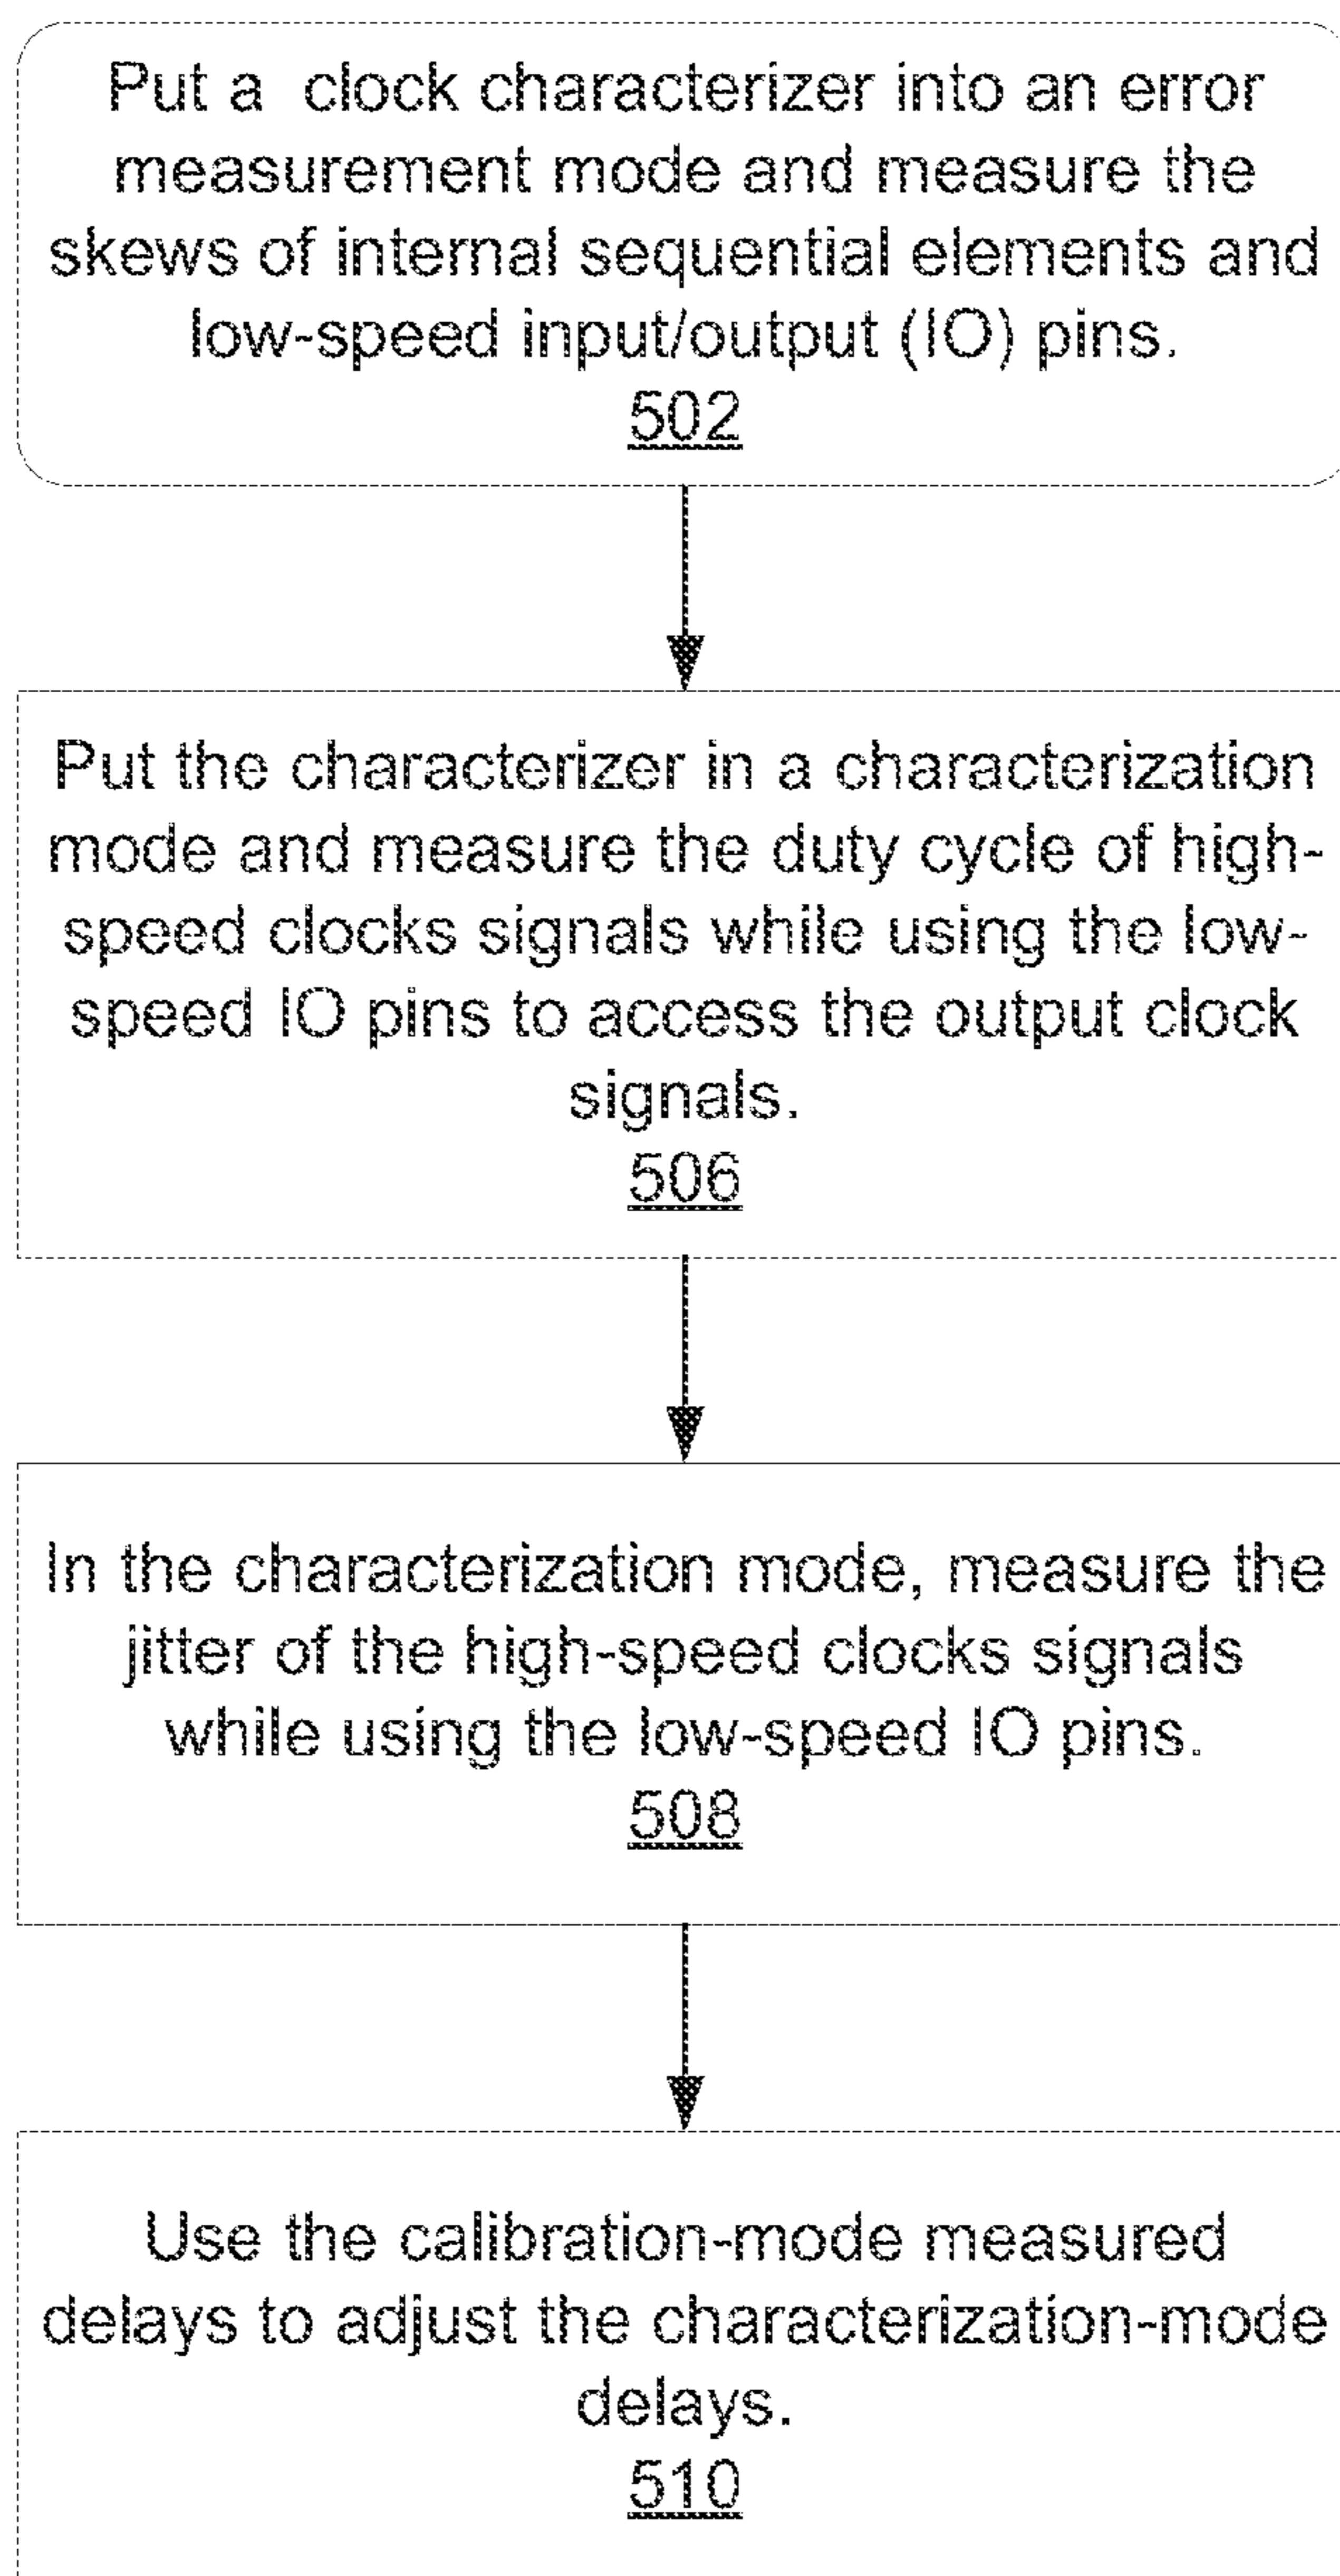 Put a clock characterizer into an error
measurement mode and measure the
skews of internal sequential elements and
low-speed input/output (IO) pins.
502
Put the characterizer in a characterization
mode and measure the duty cycle of high-
speed clocks signals while using the low-
speed IO pins to access the output clock
signals.
506
In the characterization mode, measure the
jitter of the high-speed clocks signals
while using the low-speed IO pins.
508
Use the calibration-mode measured
delays to adjust the characterization-mode
delays.
510